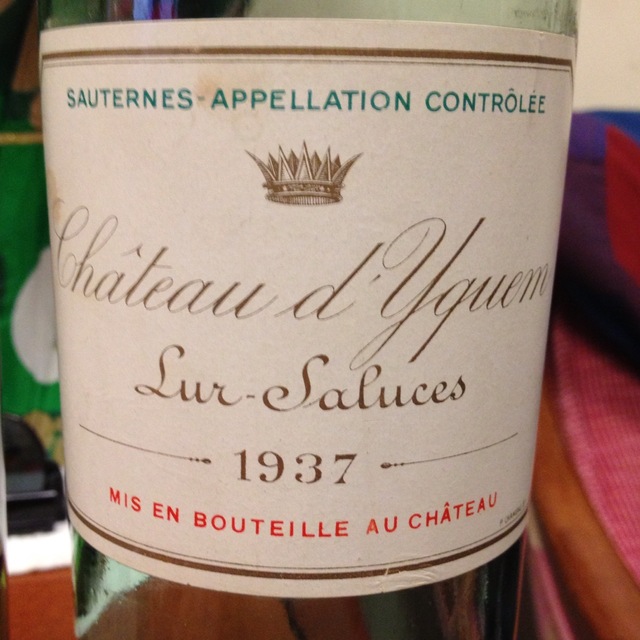 SAUTERNES-APPELLATION CONTRÔLÉE
Château d'Yquem
Lur-Saluces
1937
MIS EN BOUTEILLE AU CHÂTEAU